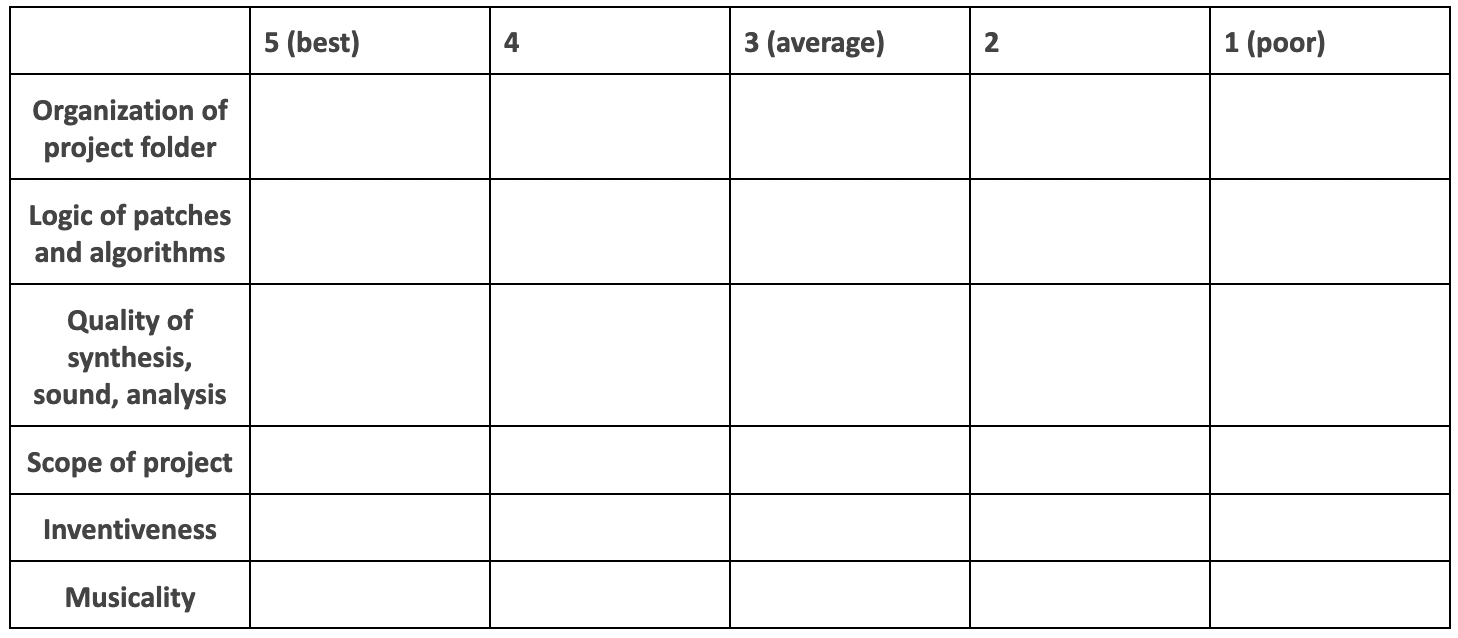 5 (best) 4 3 (average) 2 1 (poor)
Organization of
project folder
Logic of patches
and algorithms
Quality of
synthesis,
sound, analysis
Scope of project
Inventiveness
Musicality